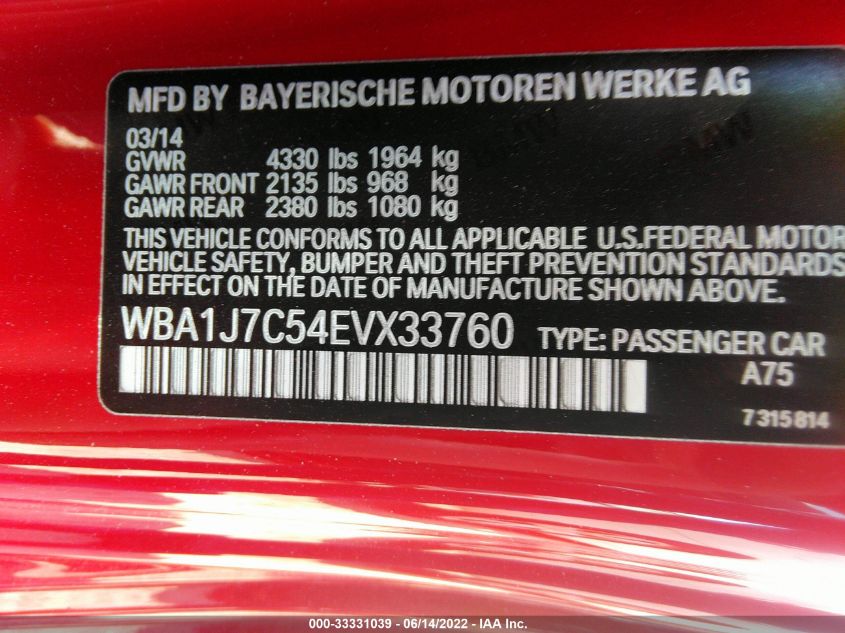 MFD BY BAYERISCHE MOTOREN WERKE AG
03/14
GVWR 4330 lbs 1964 kg
GAWR FRONT 2135 lbs 968 kg
GAWR REAR 2380 lbs 1080 kg
THIS VEHICLE CONFORMS TO ALL APPLICABLE U.S.FEDERAL MOTOR
VEHICLE SAFETY, BUMPER AND THEFT PREVENTION STANDARDS
IN EFFECT ON THE DATE OF MANUFACTURE SHOWN ABOVE
WBA1J7C54EVX33760 TYPE: PASSENGER CAR
A75
7315814
000-33331039 - 06/14/2022 - IAA Inc.